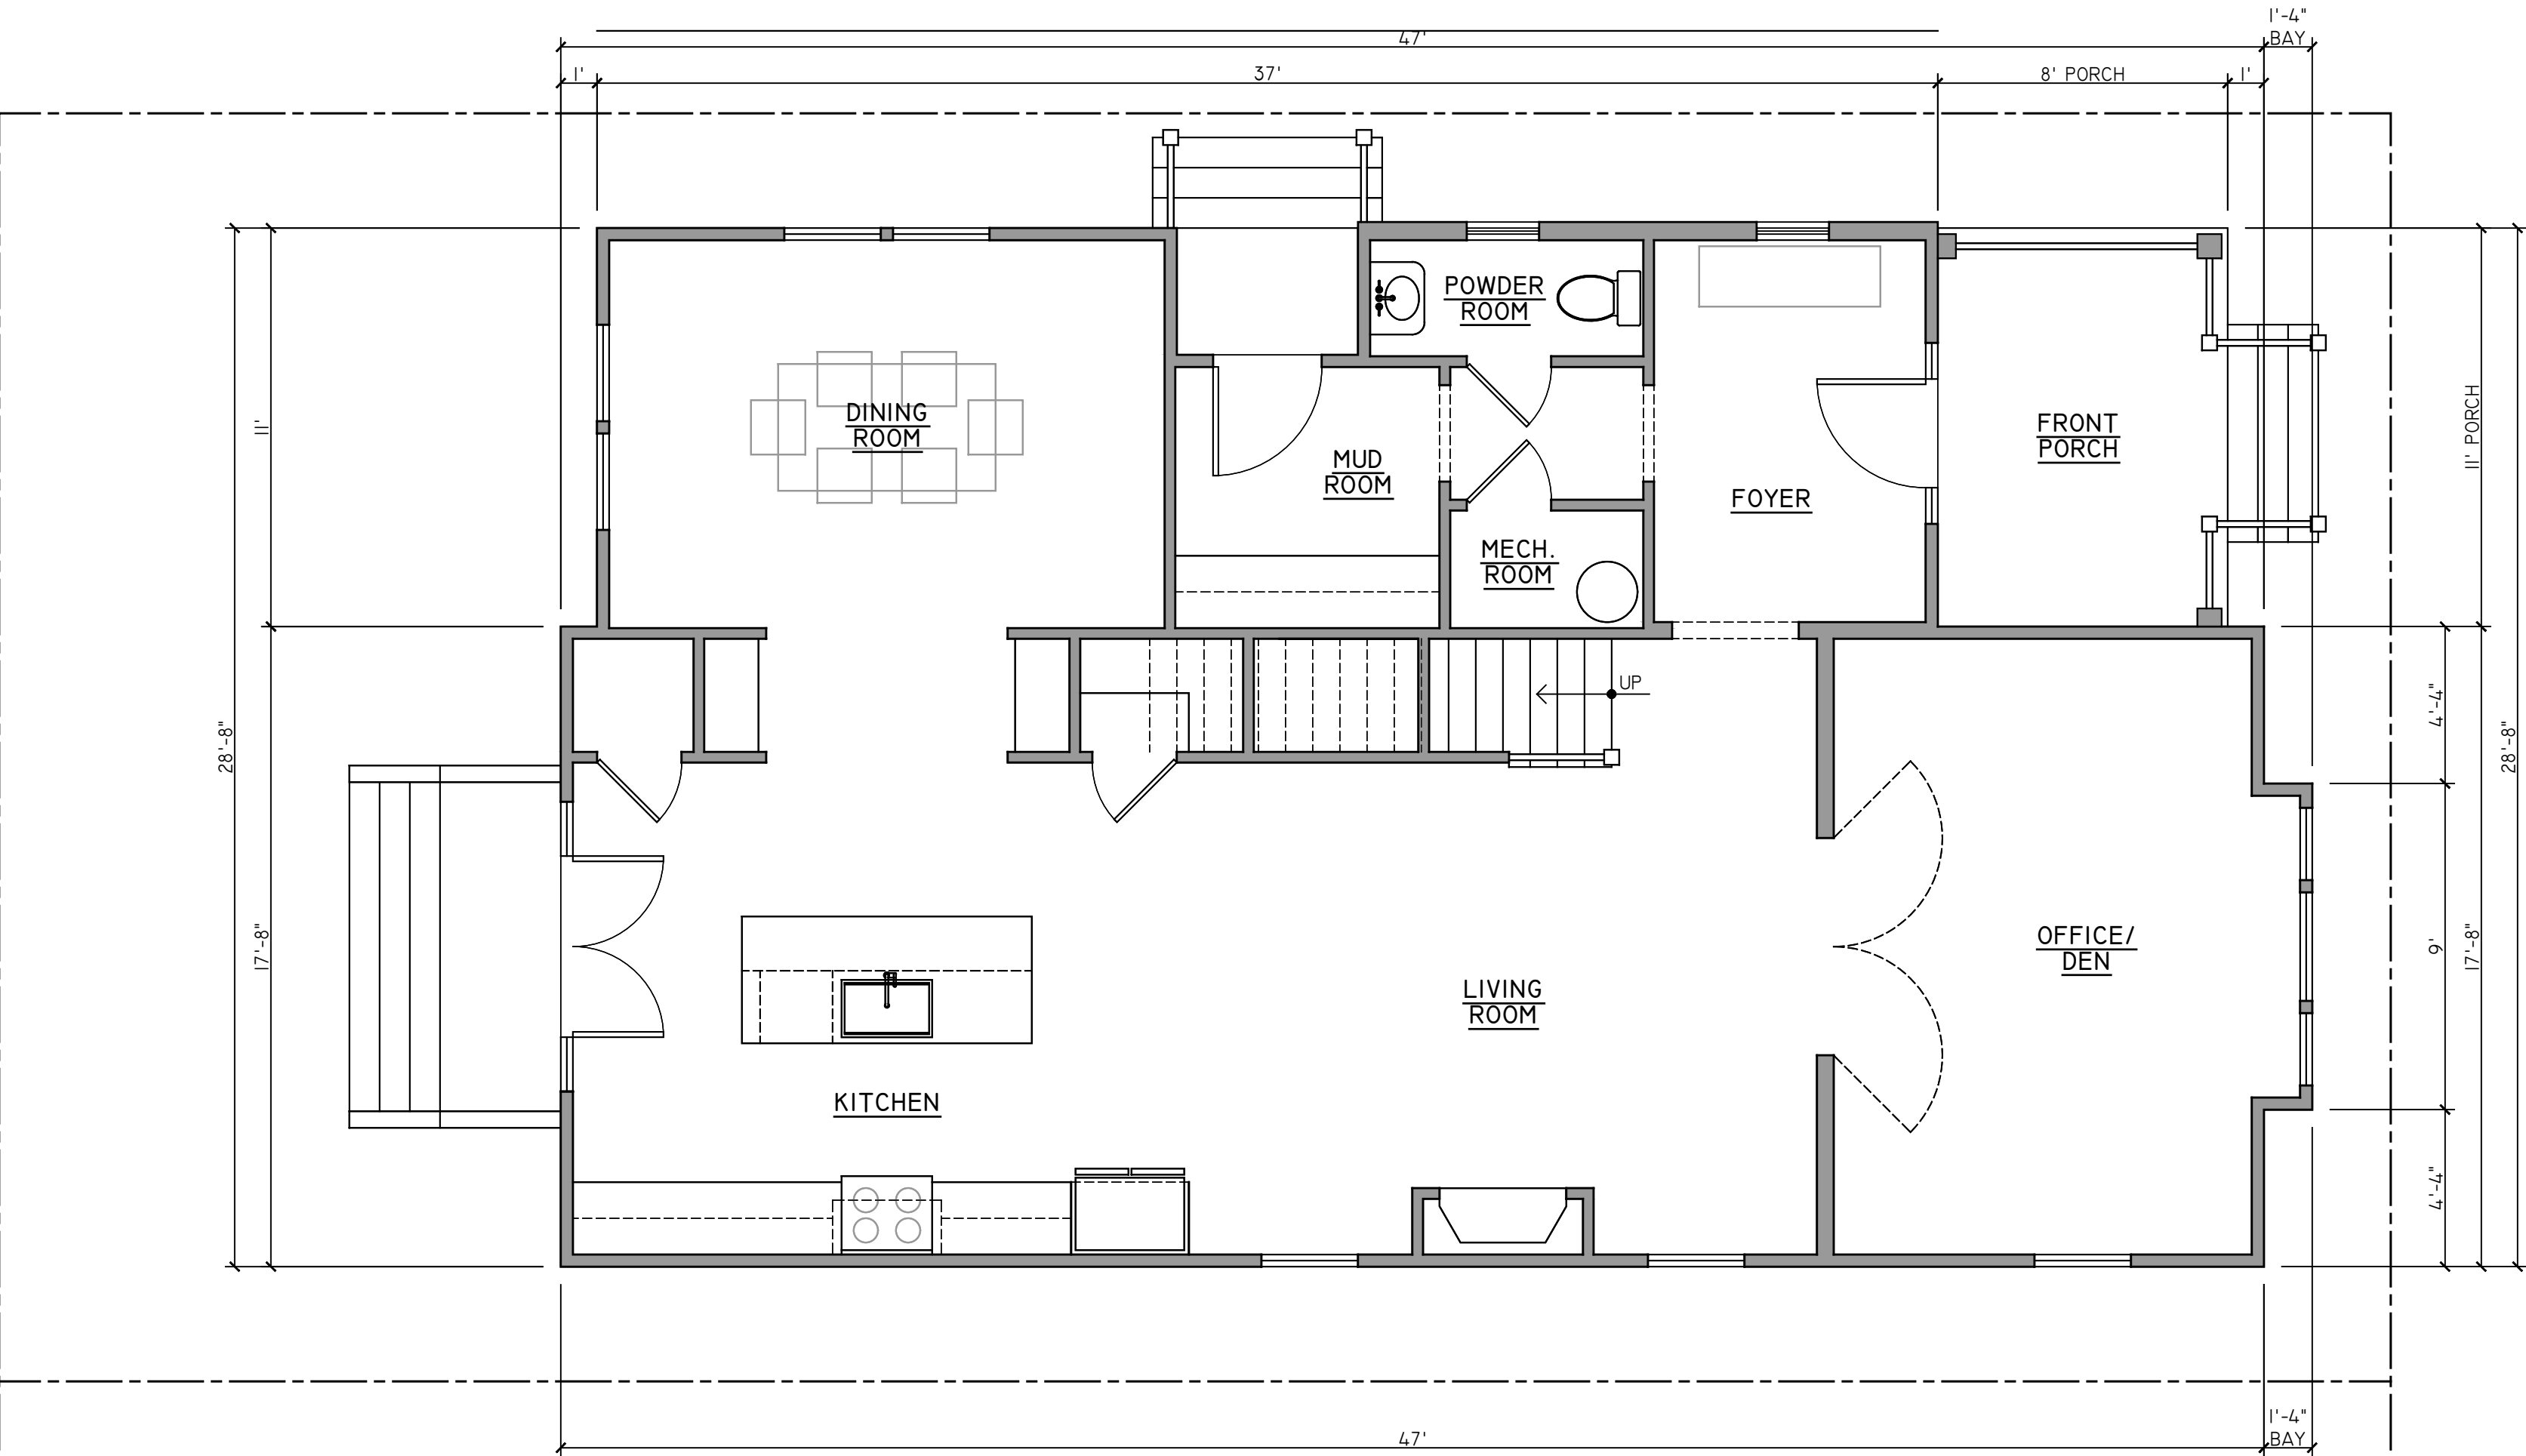 1'-4"
47'
BAY
1'
37'
8' PORCH
1'
POWDER
ROOM
DINING
ROOM
11'
11' PORCH
FRONT
PORCH
MUD
ROOM
FOYER
MECH.
ROOM
UP
4'-4"
28'-8"
28'-8"
17'-8"
OFFICE/
DEN
9'
17'-8"
LIVING
ROOM
KITCHEN
4'-4"
1'-4"
47'
BAY